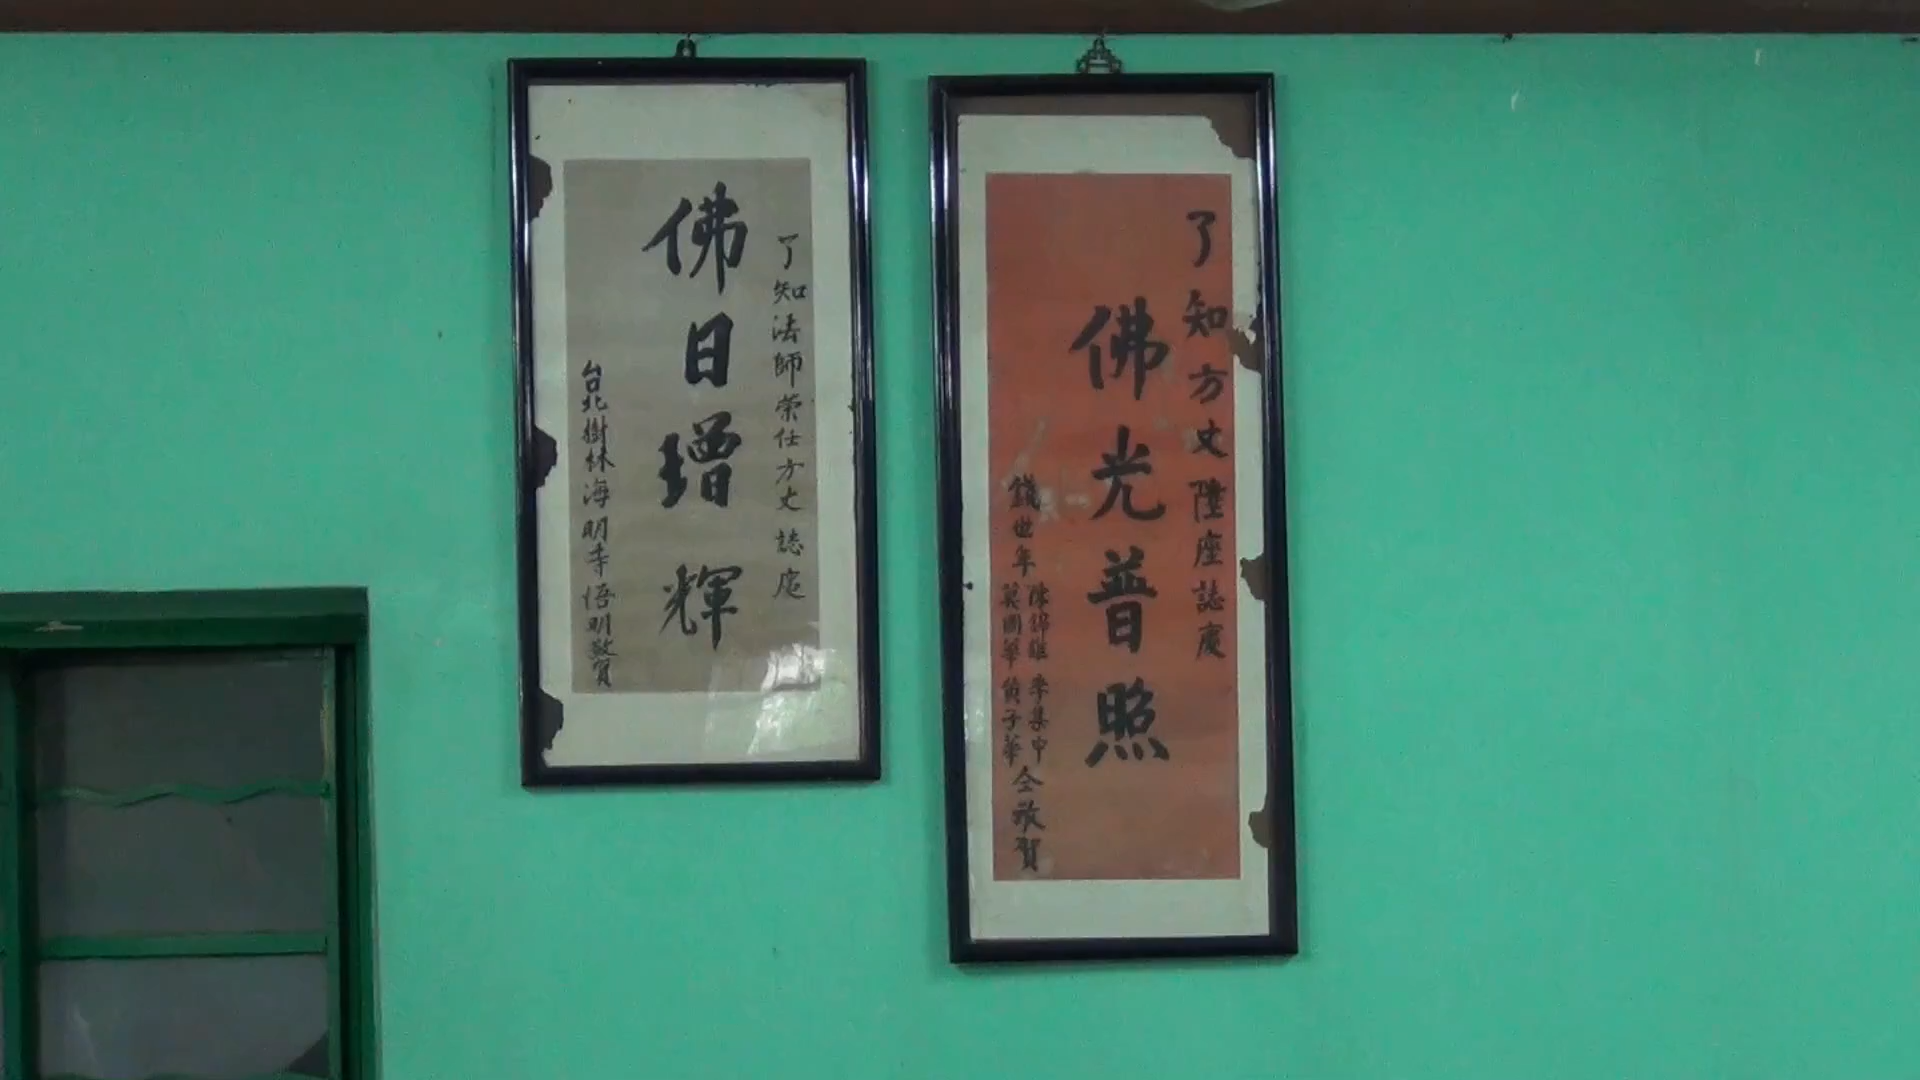 了知法師榮任方丈誌慶
佛日增輝
台北樹林海明寺悟明敬賀
了知方丈陞座誌慶
佛光普照
錢世年
陳錦雄 李集中
莫國華 黃子華
仝敬賀